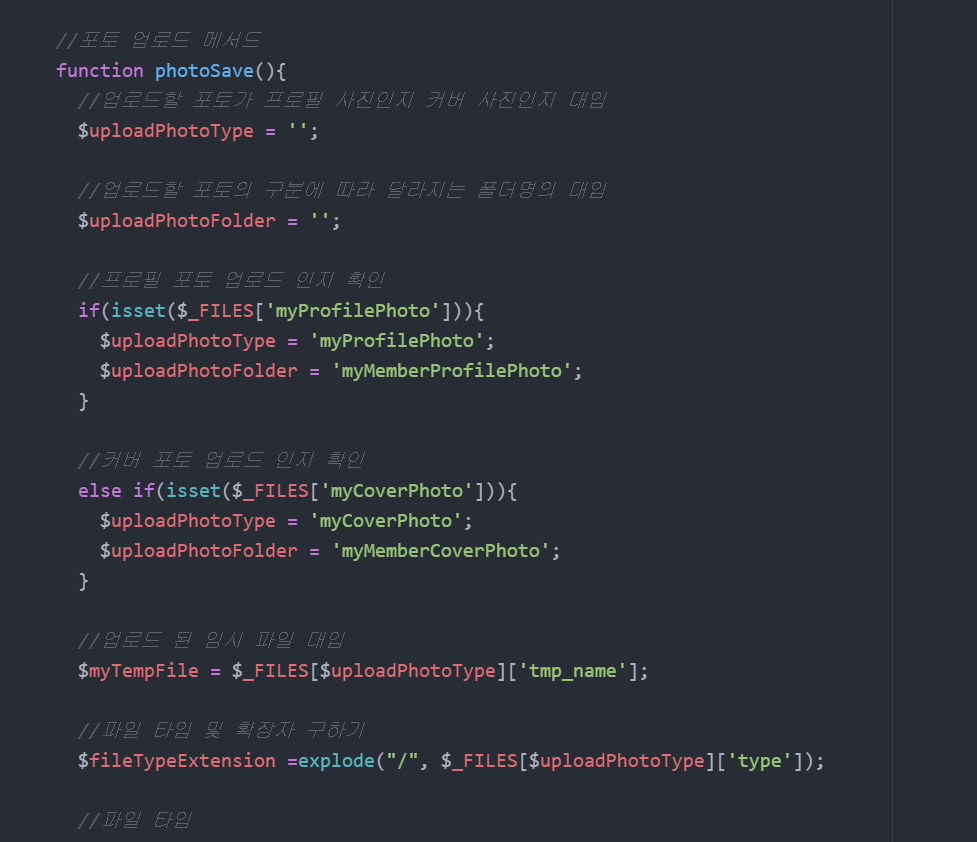 //포토 업로드 메서드
function photoSave(){
//업로드할 포토가 프로필 사진인지 커버 사진인지 대입
$uploadPhotoType = '';
//업로드할 포토의 구분에 따라 달라지는 폴더명의 대입
$uploadPhotoFolder = '';
//프로필 포토 업로드 인지 확인
if(isset($_FILES['myProfilePhoto'])){
$uploadPhotoType = 'myProfilePhoto';
$uploadPhotoFolder = 'myMemberProfilePhoto';
}
//커버 포토 업로드 인지 확인
else if(isset($_FILES['myCoverPhoto'])){
$uploadPhotoType = 'myCoverPhoto';
$uploadPhotoFolder = 'myMemberCoverPhoto';
}
//업로드 된 임시 파일 대입
$myTempFile = $_FILES[$uploadPhotoType]['tmp_name'];
//파일 타입 및 확장자 구하기
$fileTypeExtension =explode("/", $_FILES[$uploadPhotoType]['type']);
//파일 타입